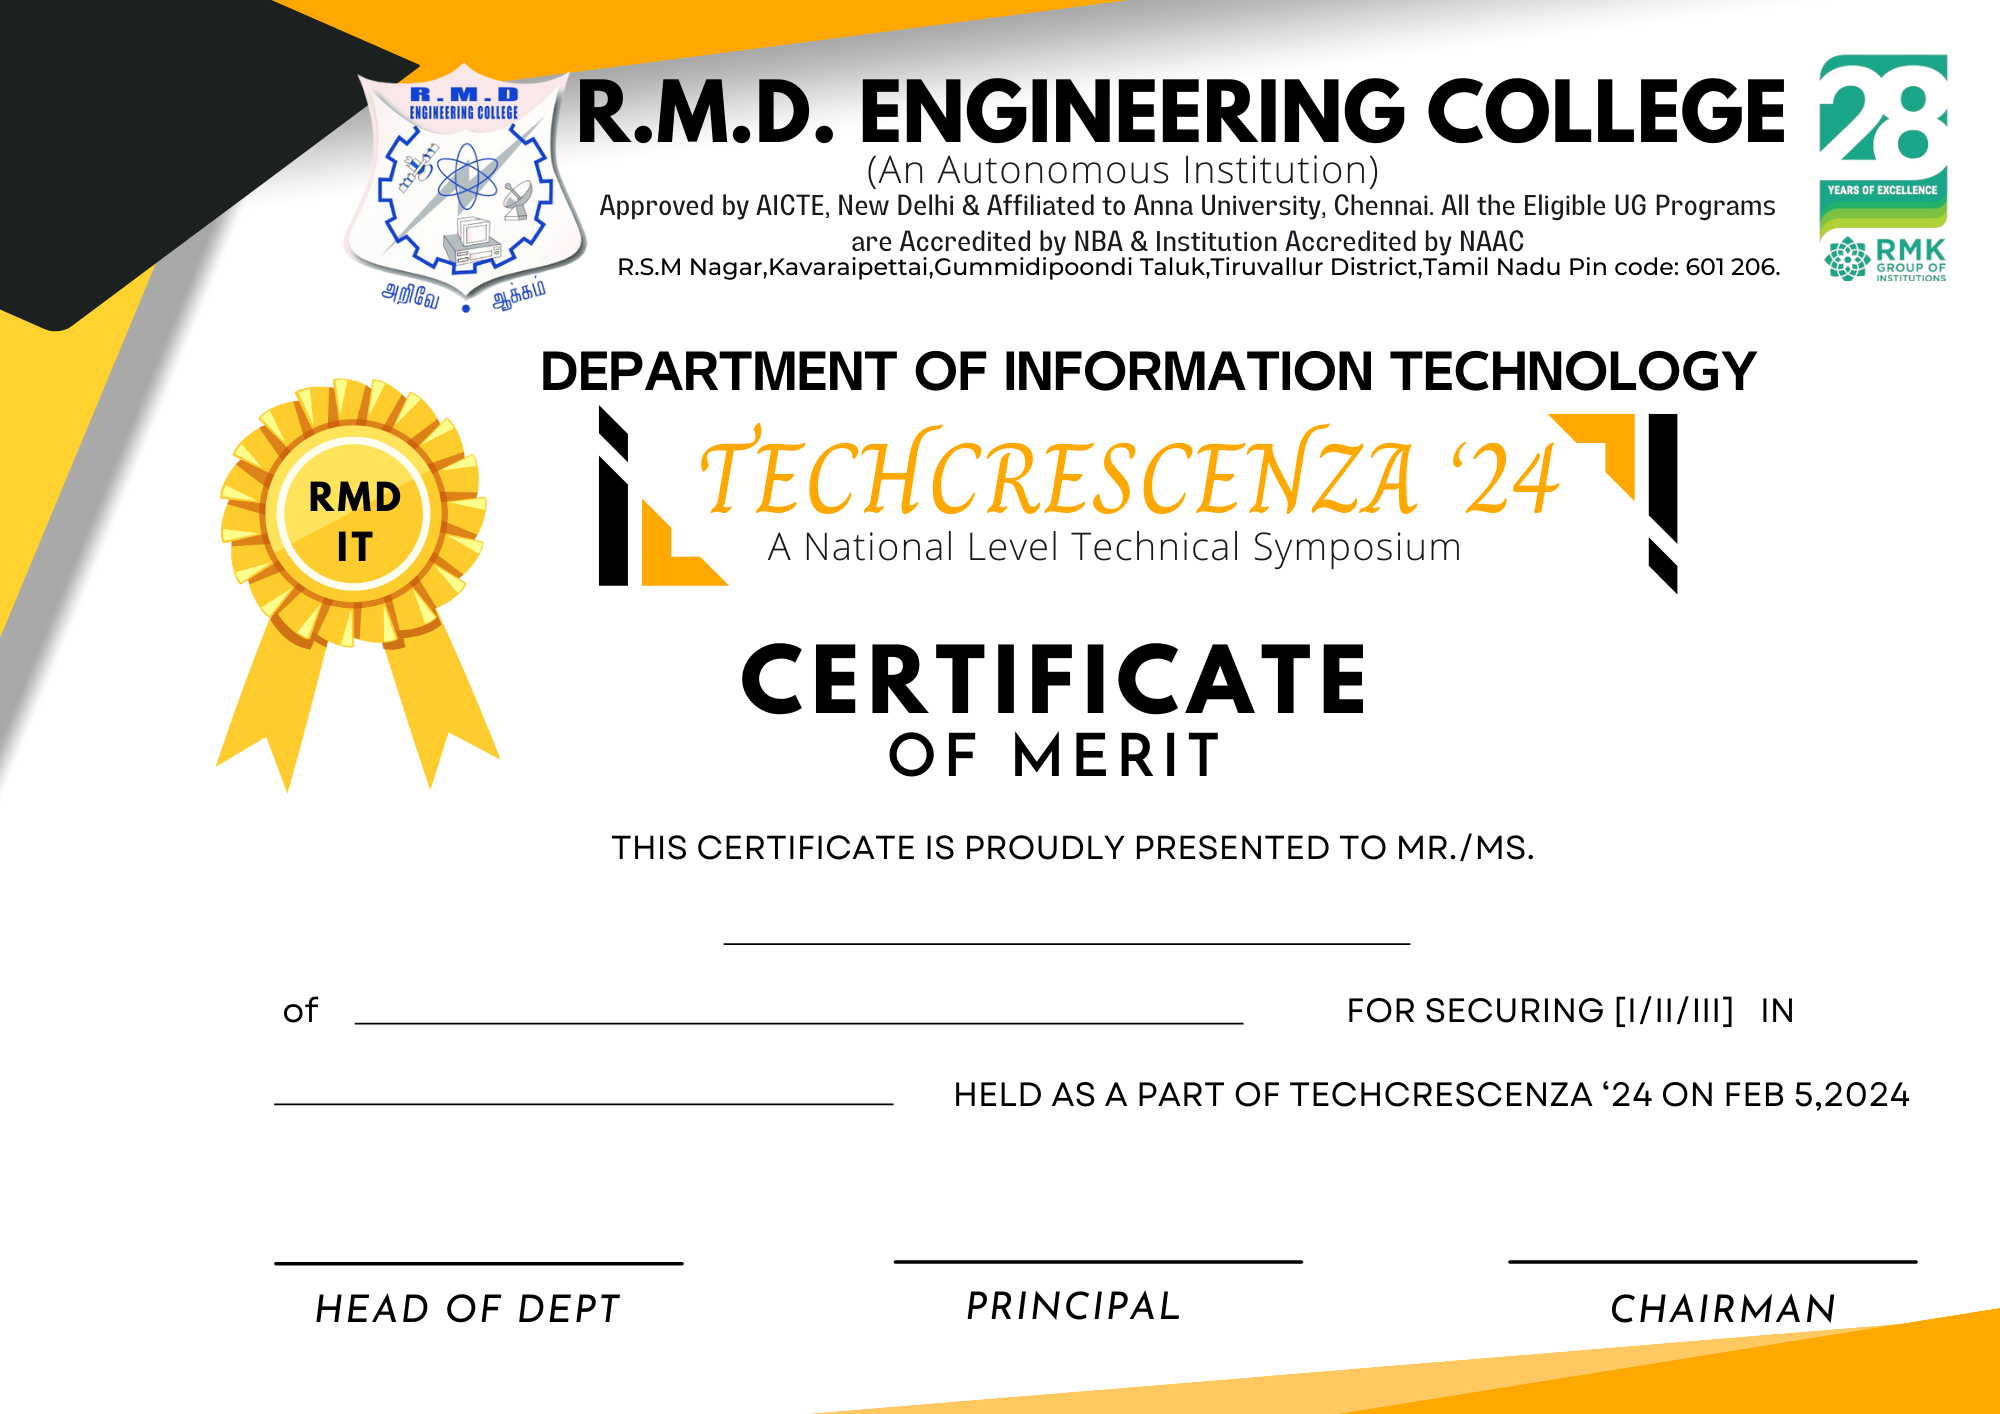 R.M.D
ENGINEERING COLLEGE
அறிவே • ஆக்கம்
R.M.D. ENGINEERING COLLEGE
(An Autonomous Institution)
Approved by AICTE, New Delhi & Affiliated to Anna University, Chennai. All the Eligible UG Programs
are Accredited by NBA & Institution Accredited by NAAC
R.S.M Nagar,Kavaraipettai,Gummidipoondi Taluk,Tiruvallur District,Tamil Nadu Pin code: 601 206.
28
YEARS OF EXCELLENCE
RMK
GROUP OF
INSTITUTIONS
DEPARTMENT OF INFORMATION TECHNOLOGY
TECHCRESCENZA ‘24
A National Level Technical Symposium
RMD
IT
CERTIFICATE
OF MERIT
THIS CERTIFICATE IS PROUDLY PRESENTED TO MR./MS.
of FOR SECURING [I/II/III] IN
HELD AS A PART OF TECHCRESCENZA ‘24 ON FEB 5,2024
HEAD OF DEPT
PRINCIPAL
CHAIRMAN